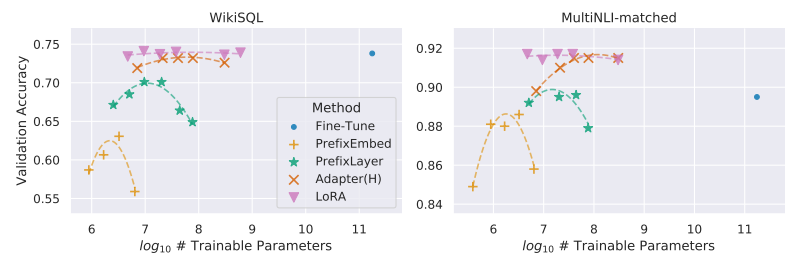 WikiSQL
MultiNLI-matched
Validation Accuracy
0.75
0.70
0.65
0.60
0.55
0.92
0.90
0.88
0.86
0.84
Method
Fine-Tune
PrefixEmbed
PrefixLayer
Adapter(H)
LoRA
6 7 8 9 10 11
6 7 8 9 10 11
log10 # Trainable Parameters
log10 # Trainable Parameters